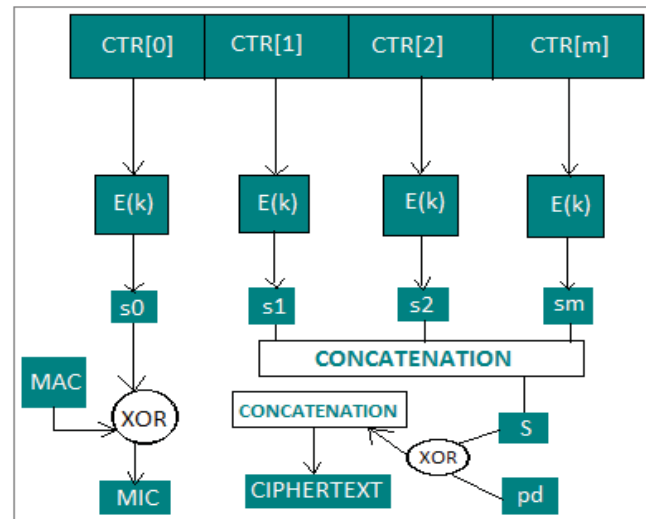 CTR[0] CTR[1] CTR[2] CTR[m]
E(k) E(k) E(k) E(k)
s0 s1 s2 sm
CONCATENATION
MAC
CONCATENATION
XOR
S
XOR
MIC
CIPHERTEXT
pd